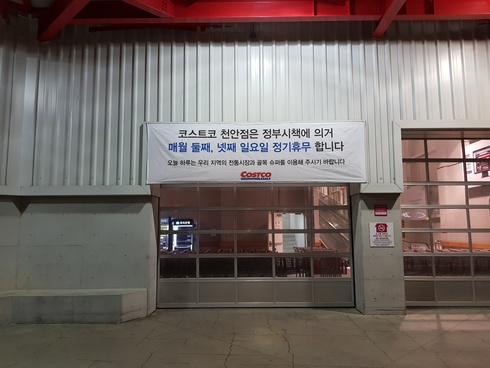 코스트코 천안점은 정부시책에 의거
매월 둘째, 넷째 일요일 정기휴무 합니다
오늘 하루는 우리 지역의 전통시장과 골목 슈퍼를 이용해 주시기 바랍니다
COSTCO